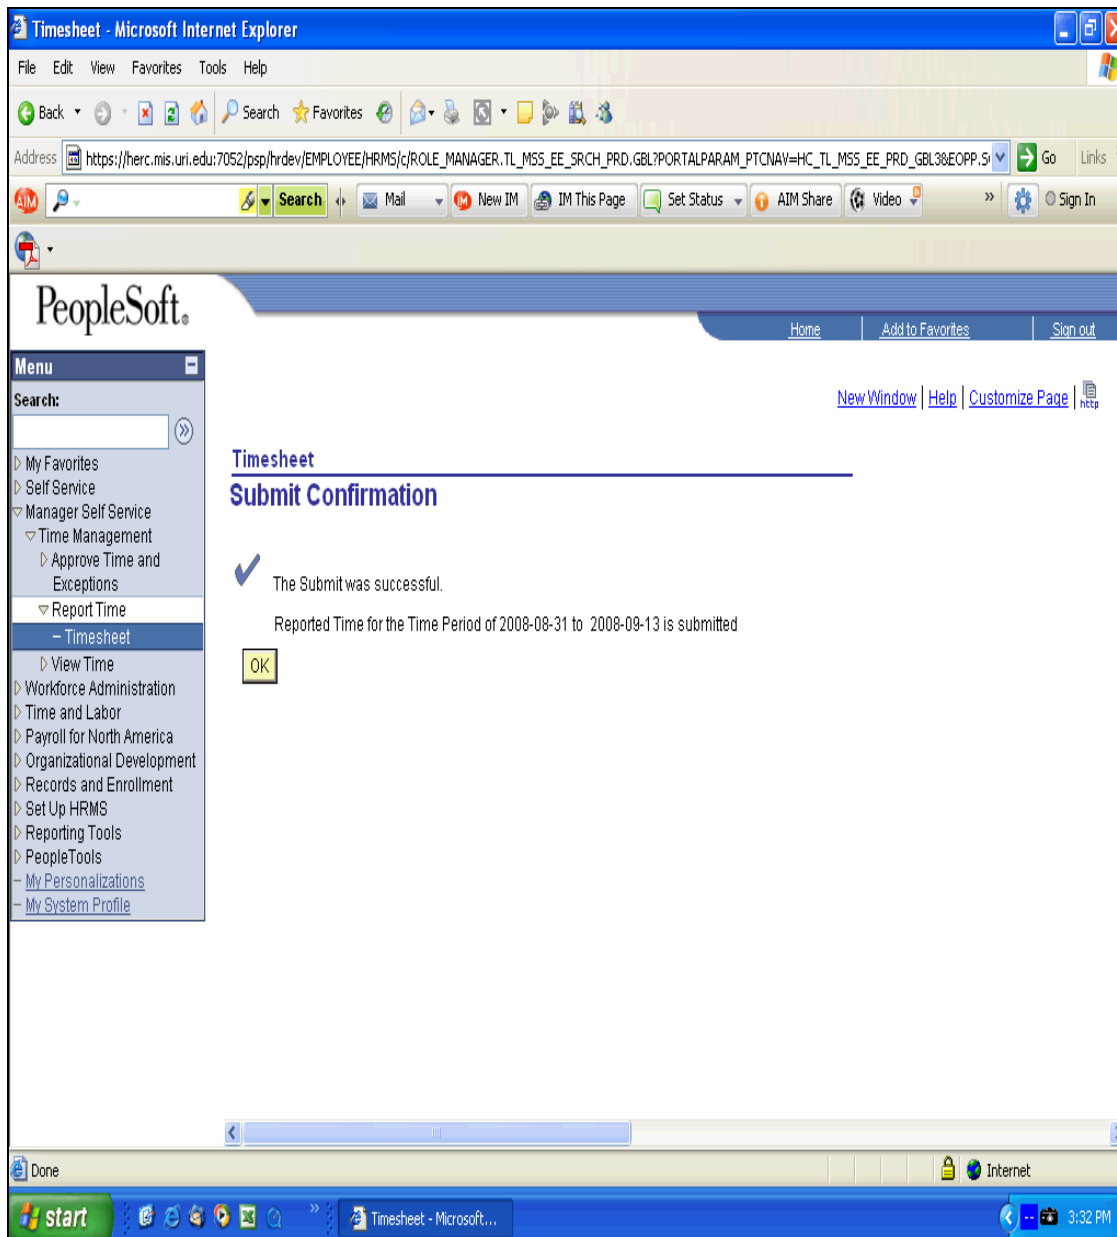 Timesheet - Microsoft Internet Explorer
File Edit View Favorites Tools Help
Back Search Favorites
Address https://herc.mis.uri.edu:7052/psp/hrdev/EMPLOYEE/HRMS/c/ROLE_MANAGER.TL_MSS_EE_SRCH_PRD.GBL?PORTALPARAM_PTCNAV=HC_TL_MSS_EE_PRD_GBL3&EOPP.S Go Links
AIM Search Mail New IM IM This Page Set Status AIM Share Video » Sign In
PeopleSoft®
Home Add to Favorites Sign out
Menu
New Window | Help | Customize Page | http
Search:
My Favorites
Self Service
Manager Self Service
Time Management
Approve Time and
Exceptions
Report Time
– Timesheet
View Time
Workforce Administration
Time and Labor
Payroll for North America
Organizational Development
Records and Enrollment
Set Up HRMS
Reporting Tools
PeopleTools
– My Personalizations
– My System Profile
Timesheet
Submit Confirmation
The Submit was successful.
Reported Time for the Time Period of 2008-08-31 to 2008-09-13 is submitted
OK
Done Internet
start » Timesheet - Microsoft... 3:32 PM